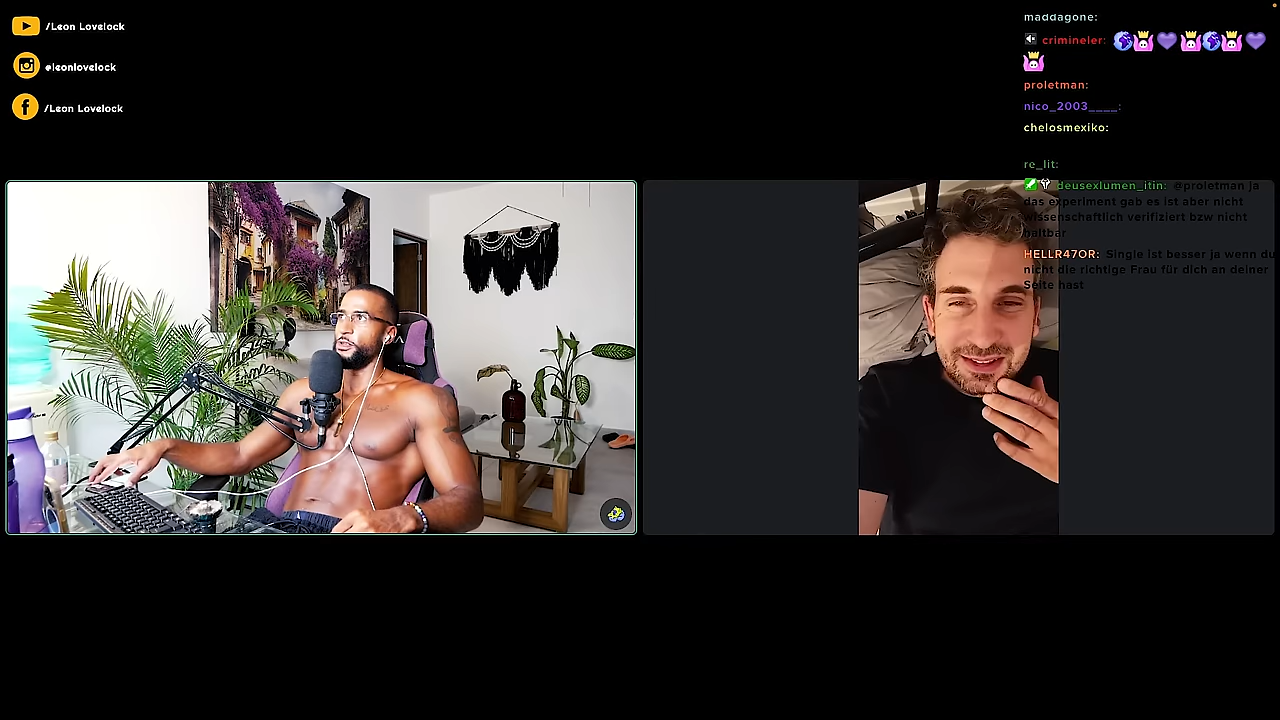 /Leon Lovelock
@leonlovelock
/Leon Lovelock
maddagone:
crimineler:
proletman:
nico_2003____:
chelosmexiko:
re_lit:
deusexlumen_itin: @proletman ja
das experiment gab es ist aber nicht
wissenschaftlich verifiziert bzw nicht
haltbar
HELLR47OR: Single ist besser ja wenn du
nicht die richtige Frau für dich an deiner
Seite hast